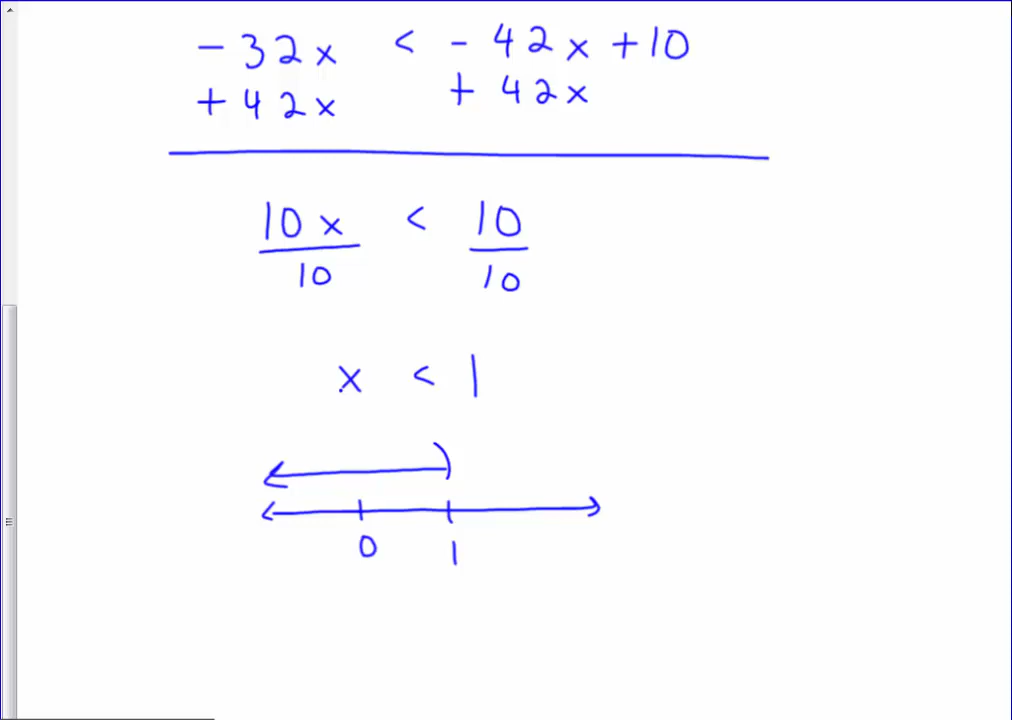 - 32x < - 42x + 10
+ 42x + 42x
10x < 10
10 10
x < 1
0 1